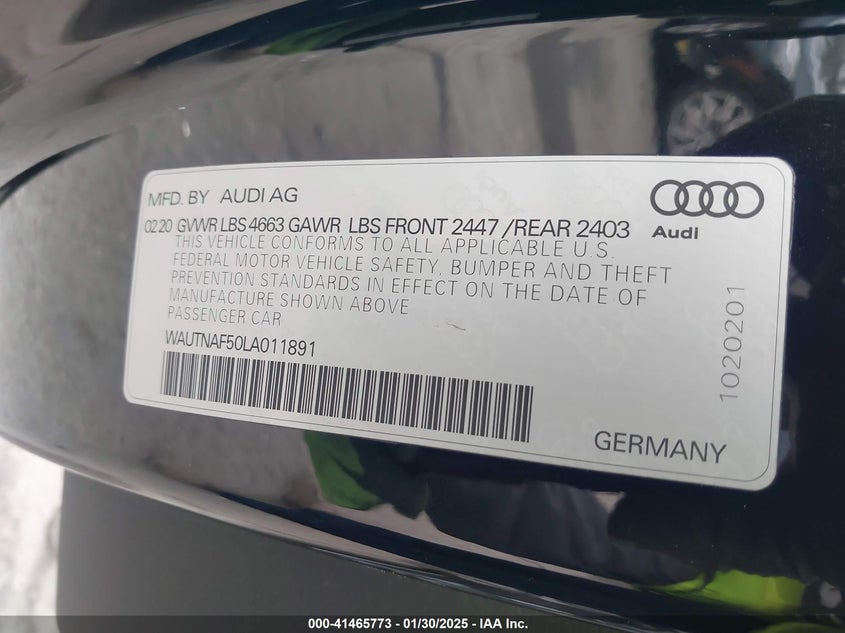 MFD. BY AUDI AG
02.20 GVWR LBS 4663 GAWR LBS FRONT 2447 /REAR 2403
THIS VEHICLE CONFORMS TO ALL APPLICABLE U.S.
FEDERAL MOTOR VEHICLE SAFETY, BUMPER AND THEFT
PREVENTION STANDARDS IN EFFECT ON THE DATE OF
MANUFACTURE SHOWN ABOVE
PASSENGER CAR
WAUTNAF50LA011891
Audi
1020201
GERMANY
000-41465773 - 01/30/2025 - IAA Inc.